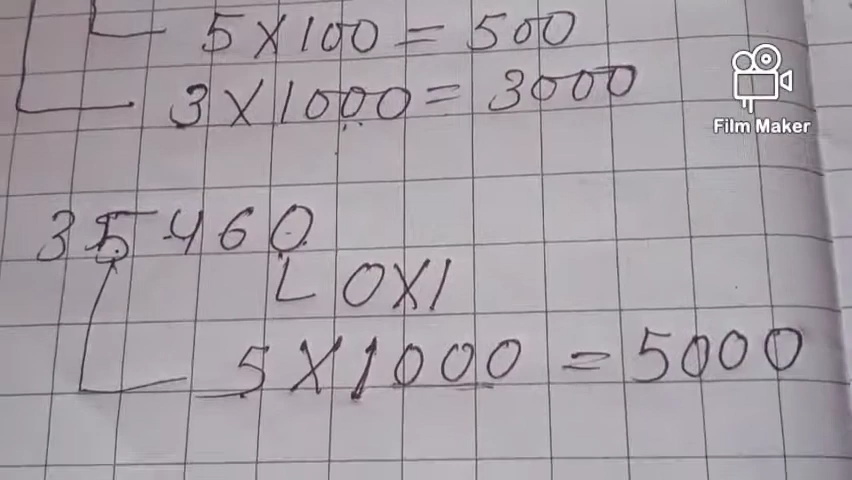 5 X 100 = 500
3 X 1000 = 3000
Film Maker
35460
0X1
5 X 1000 = 5000